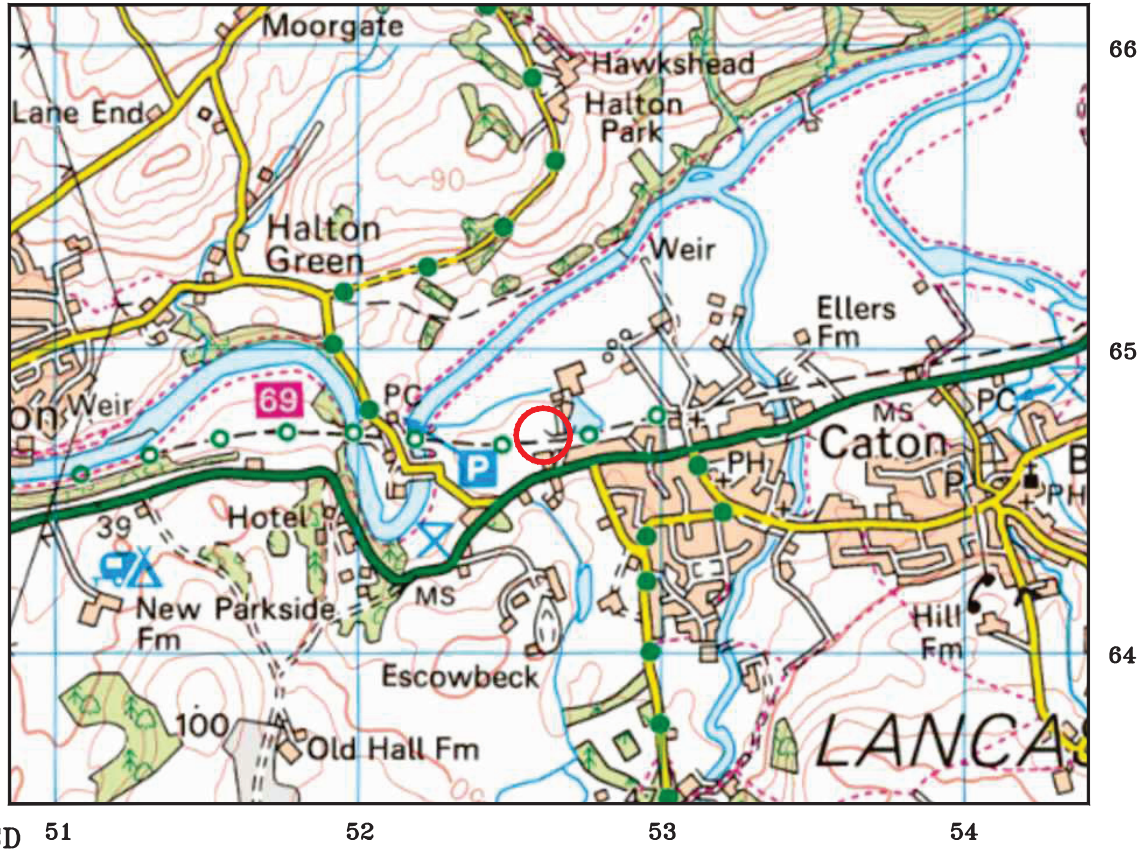 Moorgate
66
Hawkshead
Lane End
Halton
Park
90
Halton
Green
Weir
Ellers
Fm
65
69
PC
on
Weir
MS
PC
Caton
P
PH
P
B
PH
Hotel
39
MS
New Parkside
Fm
Hill
Fm
64
Escowbeck
100
Old Hall Fm
LANCA
51
52
53
54